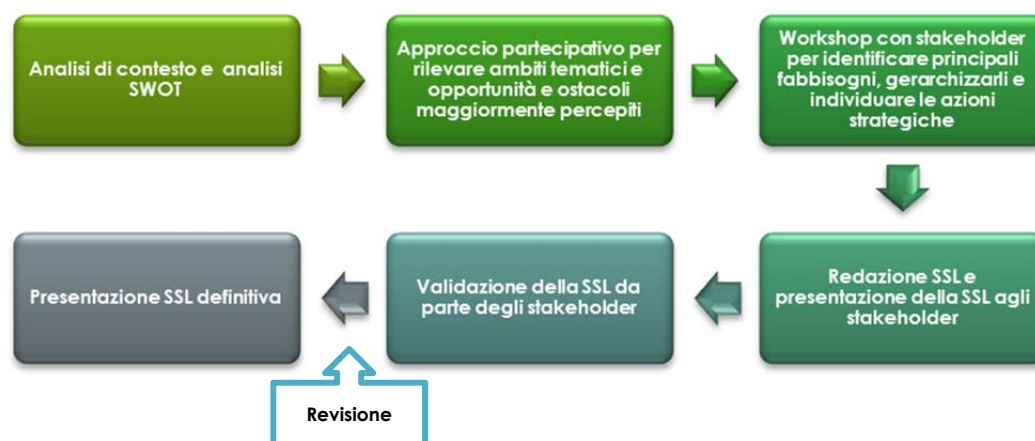 Analisi di contesto e analisi
SWOT
Approccio partecipativo per
rilevare ambiti tematici e
opportunità e ostacoli
maggiormente percepiti
Workshop con stakeholder
per identificare principali
fabbisogni, gerarchizzarli e
individuare le azioni
strategiche
Redazione SSL e
presentazione della SSL agli
stakeholder
Validazione della SSL da
parte degli stakeholder
Presentazione SSL definitiva
Revisione